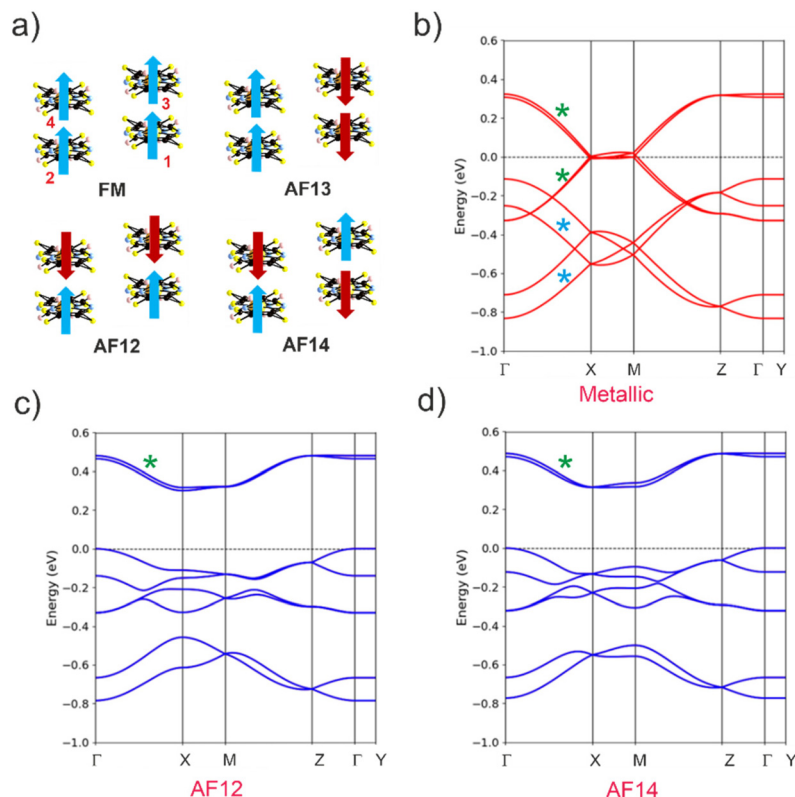 a)
4
3
2
1
FM
AF13
AF12
AF14
b)
Energy (eV)
0.6
0.4
0.2
0.0
−0.2
−0.4
−0.6
−0.8
−1.0
*
*
*
*
Γ X M Z Γ Y
Metallic
c)
Energy (eV)
0.6
0.4
0.2
0.0
−0.2
−0.4
−0.6
−0.8
−1.0
*
Γ X M Z Γ Y
AF12
d)
Energy (eV)
0.6
0.4
0.2
0.0
−0.2
−0.4
−0.6
−0.8
−1.0
*
Γ X M Z Γ Y
AF14